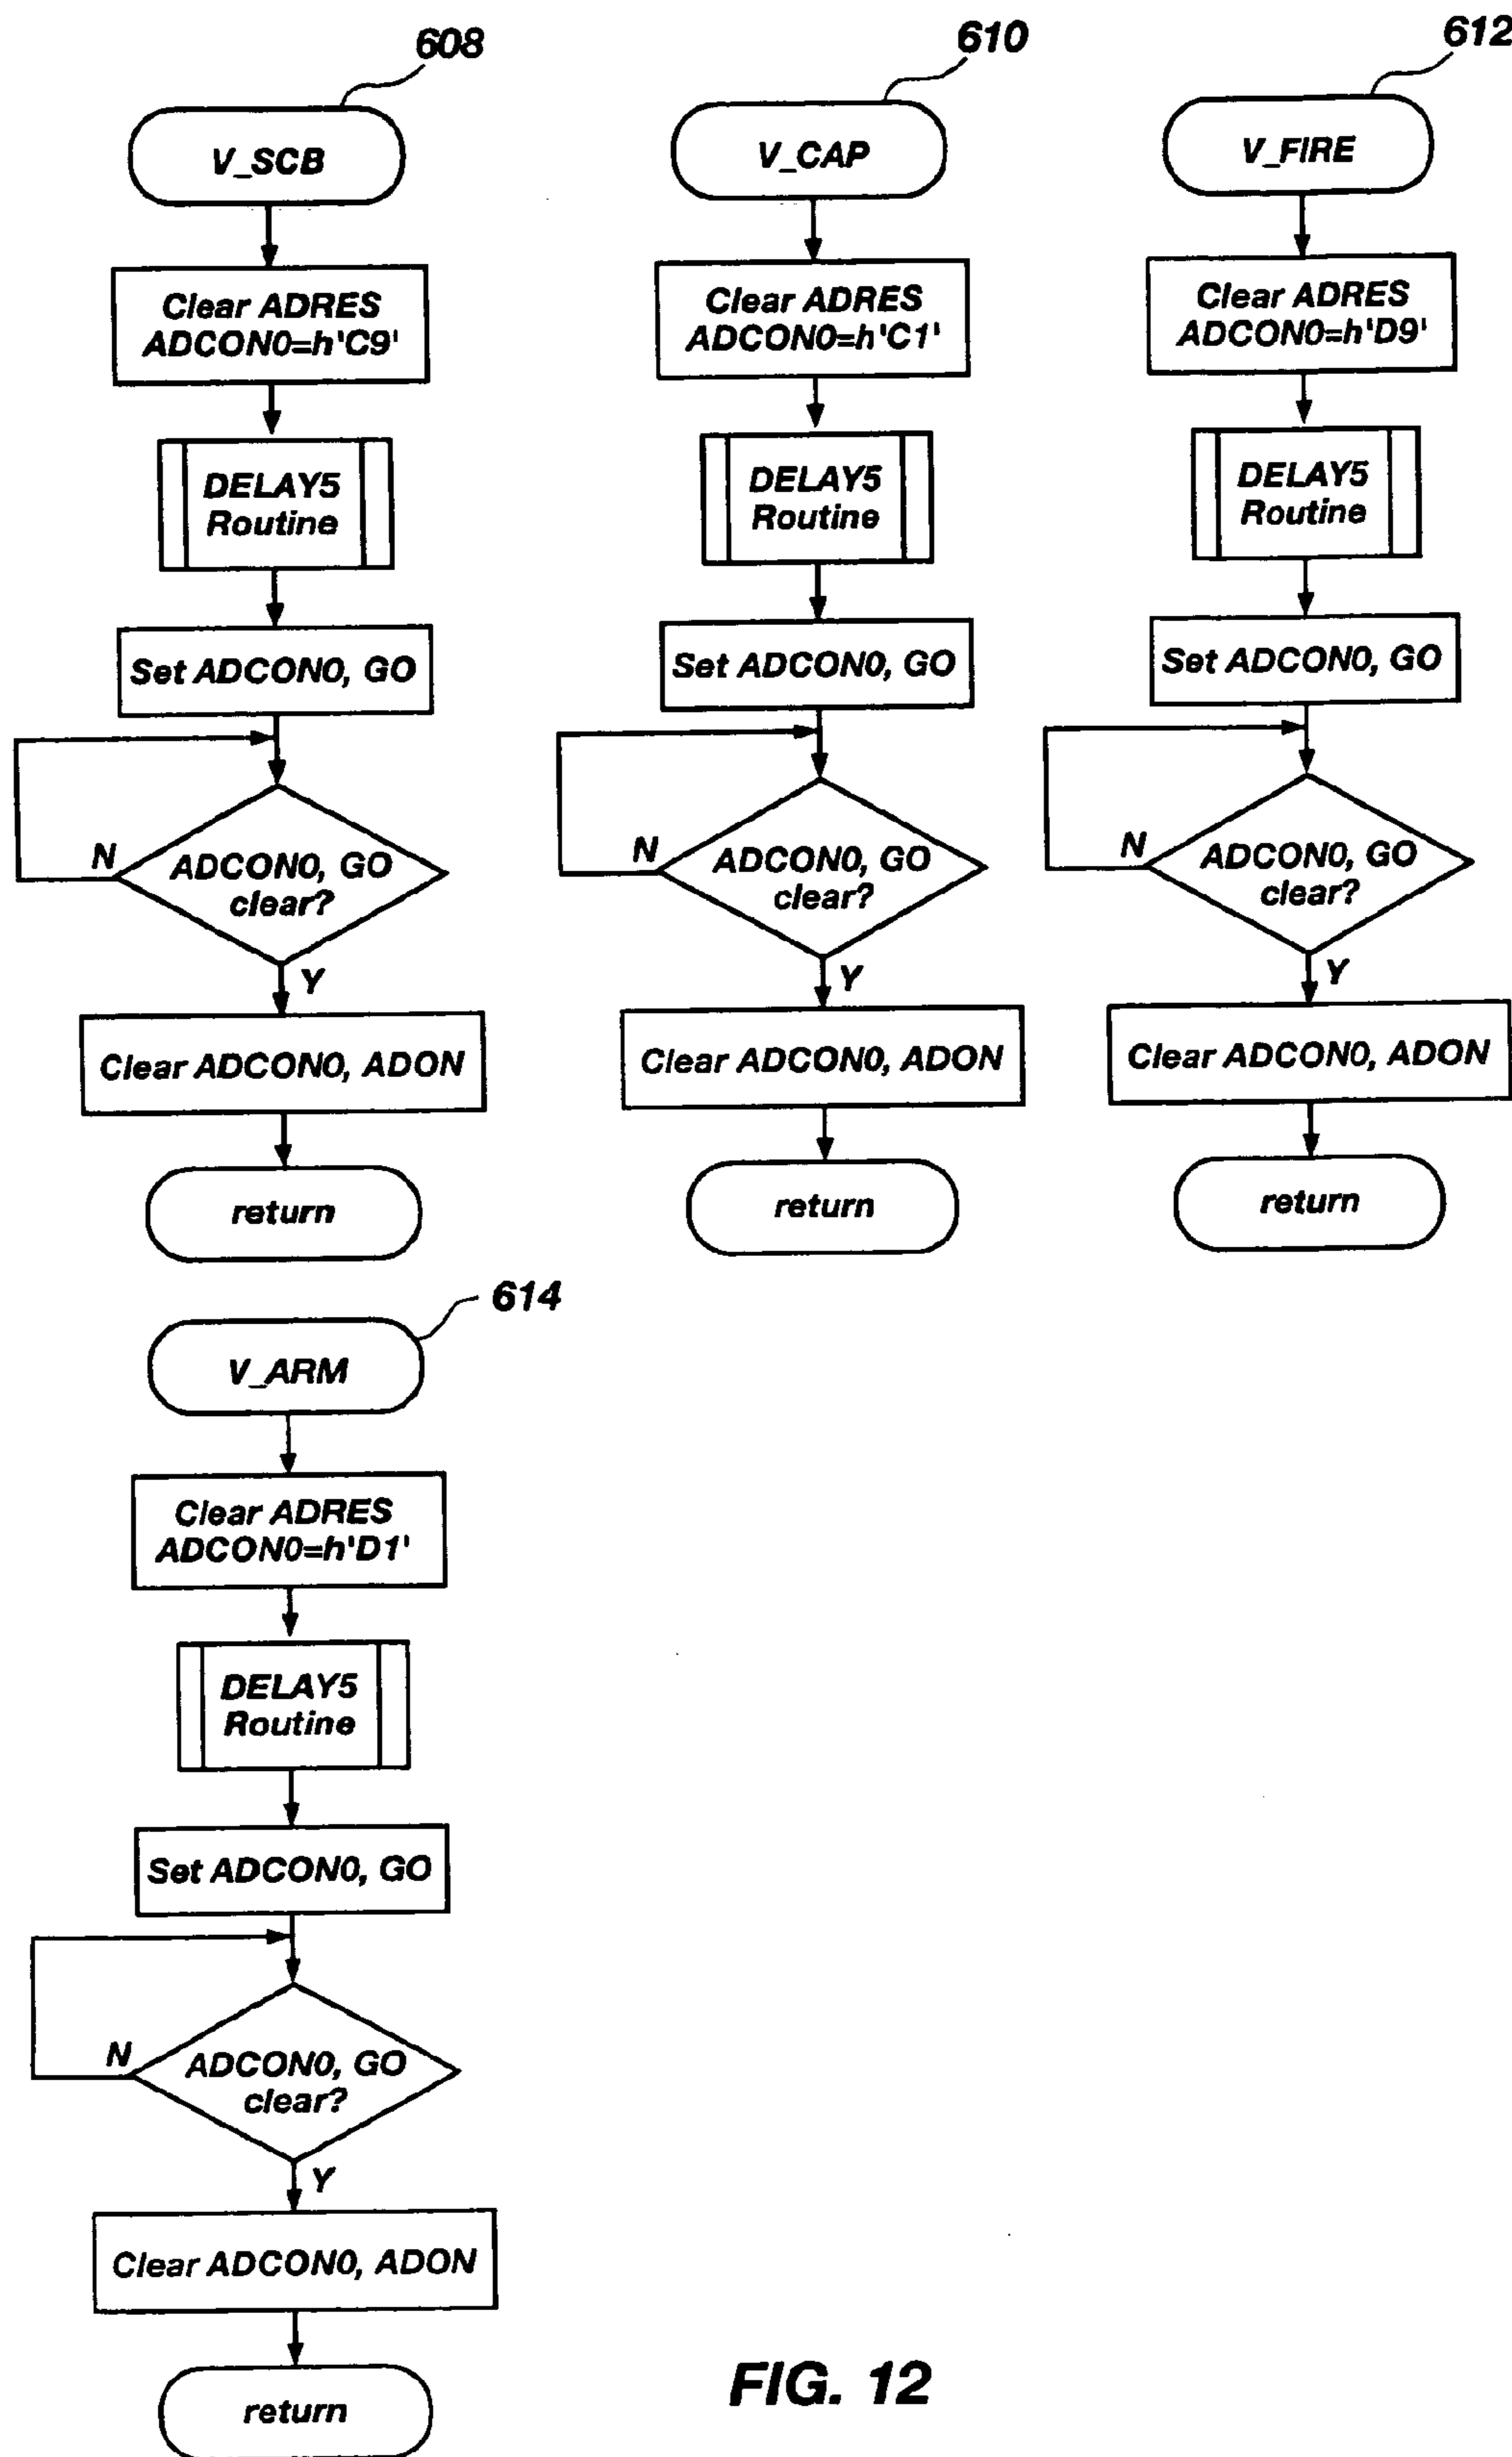 608
V_SCB
Clear ADRES
ADCON0=h'C9'
DELAY5
Routine
Set ADCON0, GO
N
ADCON0, GO
clear?
Y
Clear ADCON0, ADON
return
610
V_CAP
Clear ADRES
ADCON0=h'C1'
DELAY5
Routine
Set ADCON0, GO
N
ADCON0, GO
clear?
Y
Clear ADCON0, ADON
return
612
V_FIRE
Clear ADRES
ADCON0=h'D9'
DELAY5
Routine
Set ADCON0, GO
N
ADCON0, GO
clear?
Y
Clear ADCON0, ADON
return
614
V_ARM
Clear ADRES
ADCON0=h'D1'
DELAY5
Routine
Set ADCON0, GO
N
ADCON0, GO
clear?
Y
Clear ADCON0, ADON
return
FIG. 12